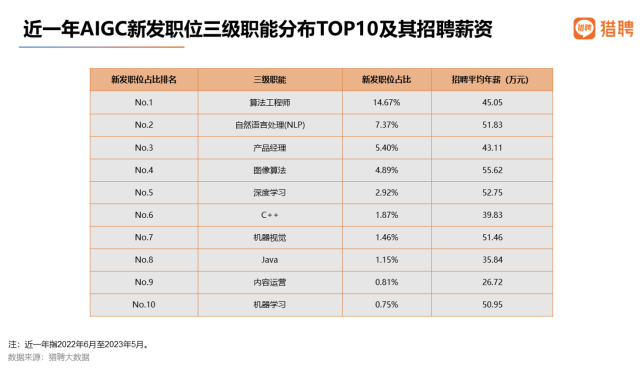 近一年AIGC新发职位三级职能分布TOP10及其招聘薪资
猎聘
新发职位占比排名 三级职能 新发职位占比 招聘平均年薪（万元）
No.1 算法工程师 14.67% 45.05
No.2 自然语言处理(NLP) 7.37% 51.83
No.3 产品经理 5.40% 43.11
No.4 图像算法 4.89% 55.62
No.5 深度学习 2.92% 52.75
No.6 C++ 1.87% 39.83
No.7 机器视觉 1.46% 51.46
No.8 Java 1.15% 35.84
No.9 内容运营 0.81% 26.72
No.10 机器学习 0.75% 50.95
注：近一年指2022年6月至2023年5月。
数据来源：猎聘大数据